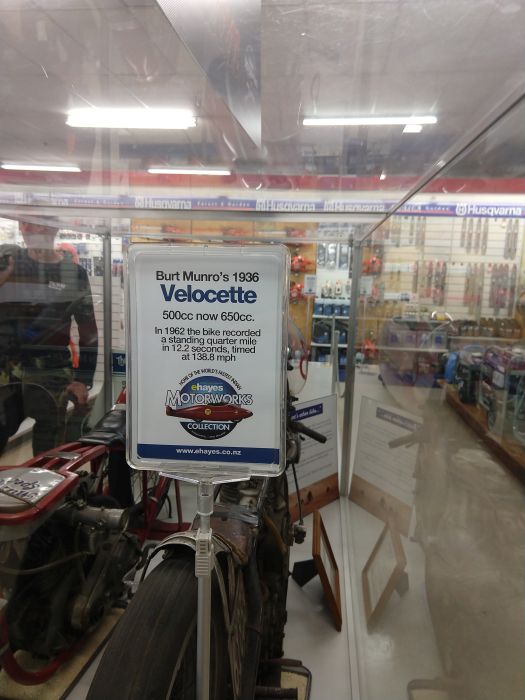 Husqvarna Forest & Garden Husqvarna Husqvarna
Burt Munro's 1936
Velocette
500cc now 650cc.
In 1962 the bike recorded
a standing quarter mile
in 12.2 seconds, timed
at 138.8 mph
HOME OF THE WORLD'S FASTEST INDIAN
ehayes
MOTORWORKS
COLLECTION
www.ehayes.co.nz